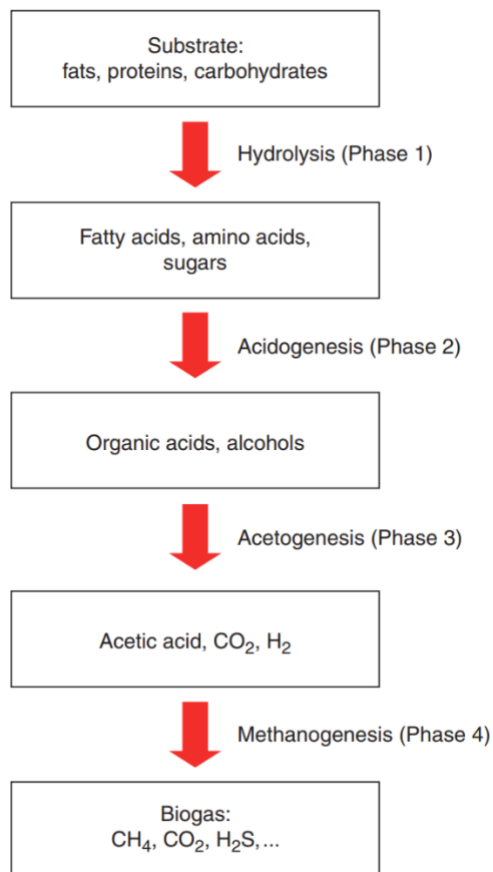 Substrate:
fats, proteins, carbohydrates
Hydrolysis (Phase 1)
Fatty acids, amino acids,
sugars
Acidogenesis (Phase 2)
Organic acids, alcohols
Acetogenesis (Phase 3)
Acetic acid, CO₂, H₂
Methanogenesis (Phase 4)
Biogas:
CH₄, CO₂, H₂S,...